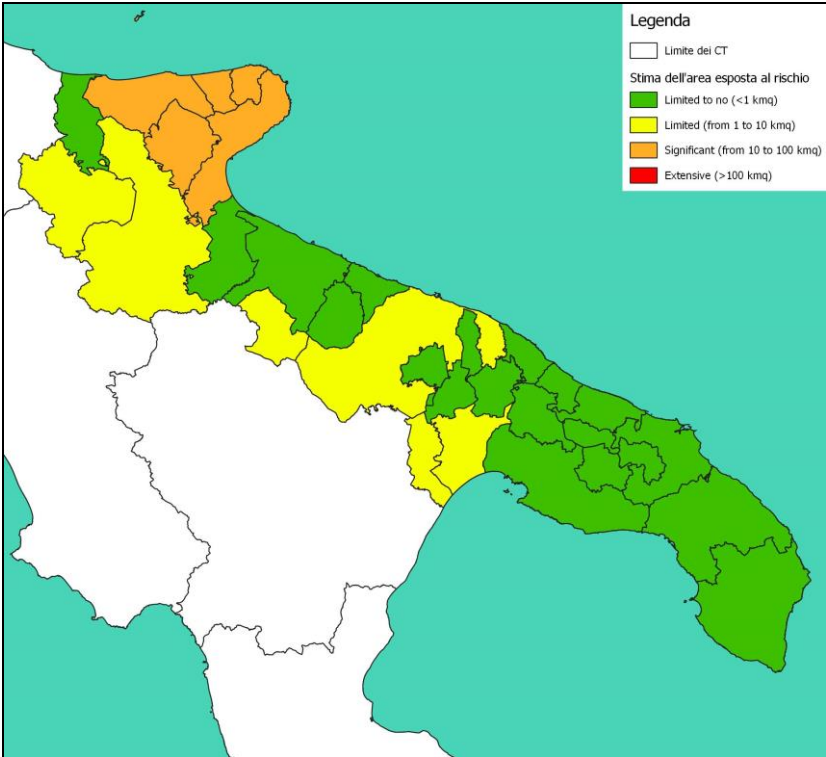 Legenda
Limite dei CT
Stima dell'area esposta al rischio
Limited to no (<1 kmq)
Limited (from 1 to 10 kmq)
Significant (from 10 to 100 kmq)
Extensive (>100 kmq)